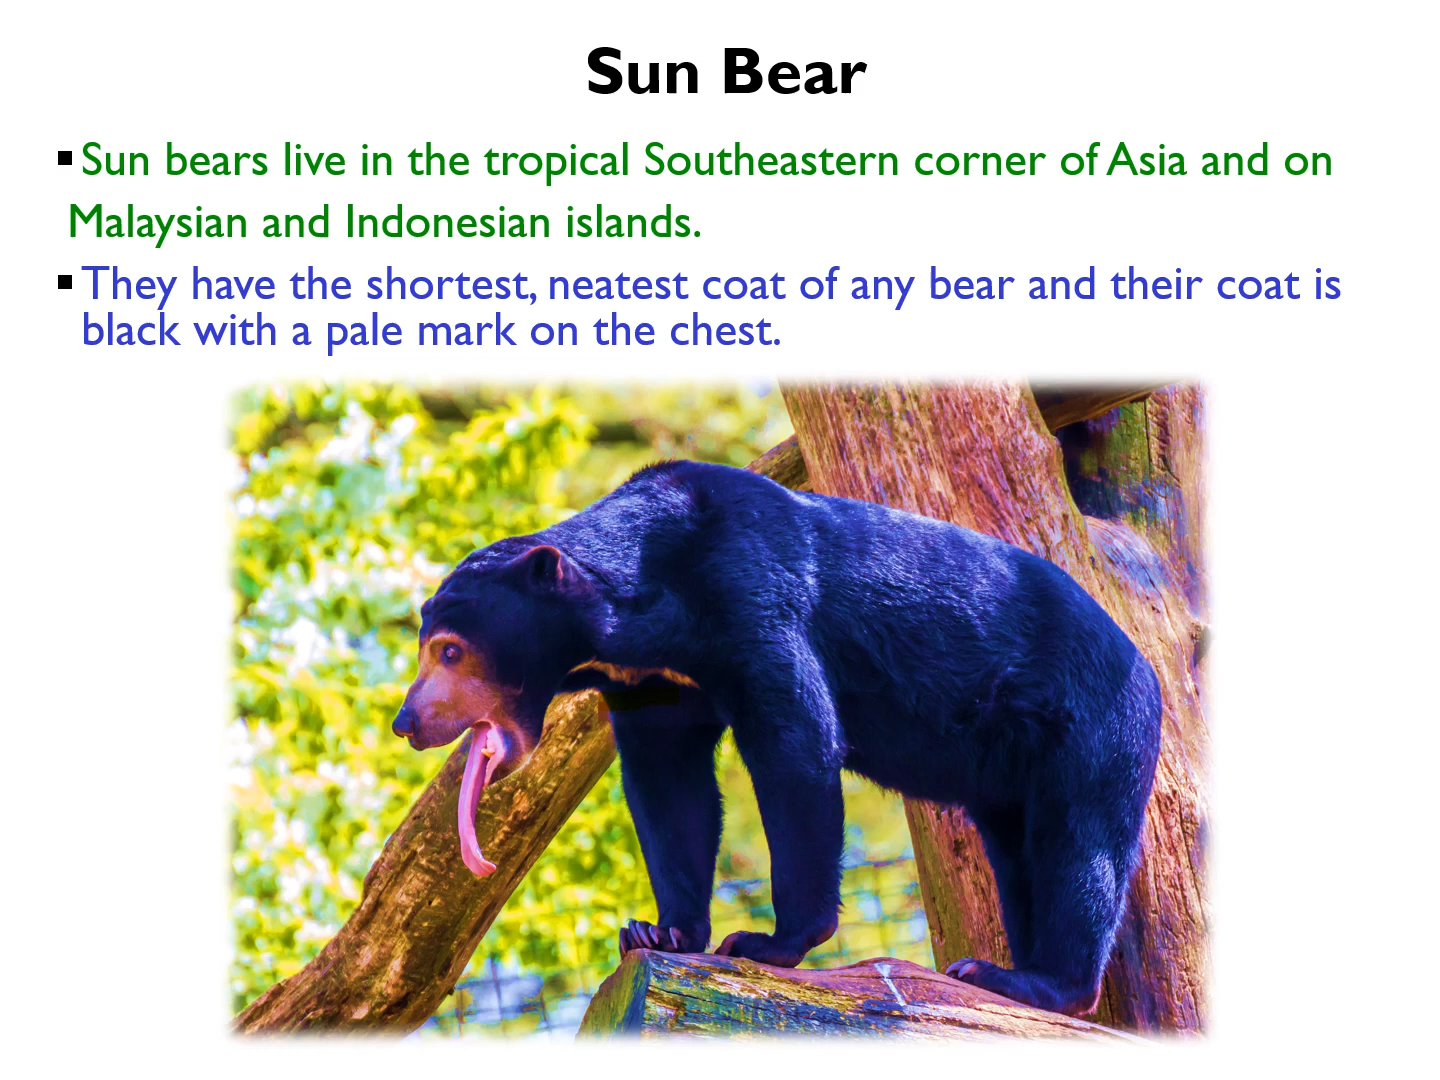 Sun Bear
▪Sun bears live in the tropical Southeastern corner of Asia and on
Malaysian and Indonesian islands.
▪They have the shortest, neatest coat of any bear and their coat is
black with a pale mark on the chest.